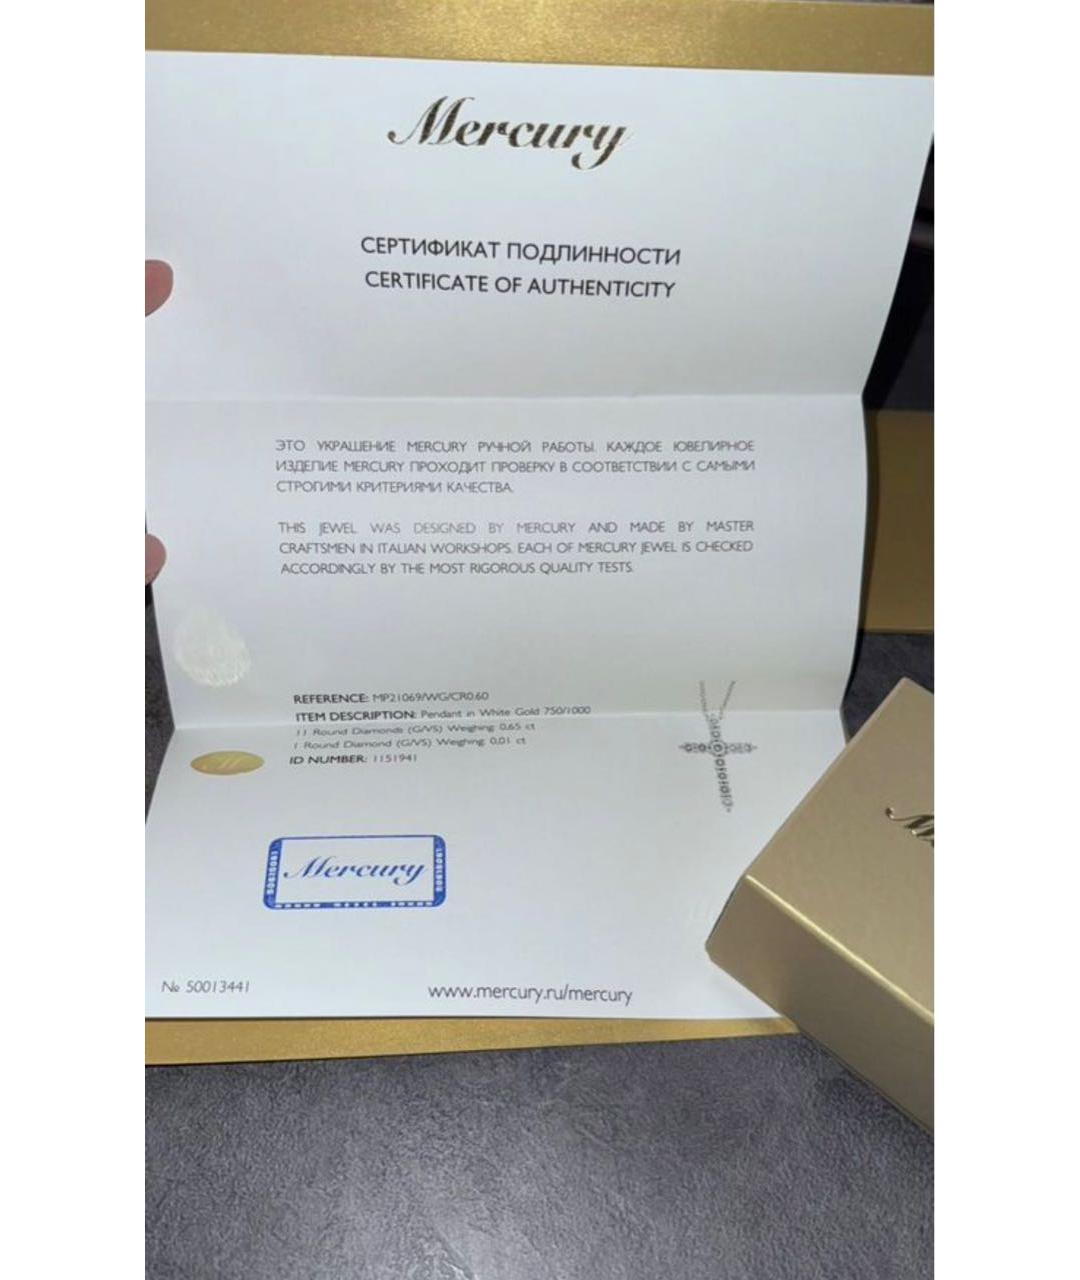 Mercury
СЕРТИФИКАТ ПОДЛИННОСТИ
CERTIFICATE OF AUTHENTICITY
ЭТО УКРАШЕНИЕ MERCURY РУЧНОЙ РАБОТЫ. КАЖДОЕ ЮВЕЛИРНОЕ
ИЗДЕЛИЕ MERCURY ПРОХОДИТ ПРОВЕРКУ В СООТВЕТСТВИИ С САМЫМИ
СТРОГИМИ КРИТЕРИЯМИ КАЧЕСТВА.
THIS JEWEL WAS DESIGNED BY MERCURY AND MADE BY MASTER
CRAFTSMEN IN ITALIAN WORKSHOPS. EACH OF MERCURY JEWEL IS CHECKED
ACCORDINGLY BY THE MOST RIGOROUS QUALITY TESTS.
REFERENCE: MP21069/WG/CR0.60
ITEM DESCRIPTION: Pendant in White Gold 750/1000
11 Round Diamonds (G/VS) Weighing 0,65 ct
1 Round Diamond (G/VS) Weighing 0,01 ct
ID NUMBER: 1151941
M
Mercury
№ 50013441
www.mercury.ru/mercury